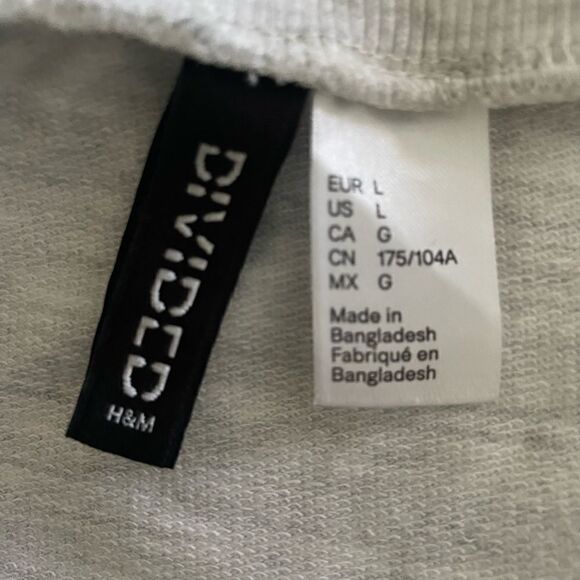 DIVIDED
H&M
EUR L
US L
CA G
CN 175/104A
MX G
Made in
Bangladesh
Fabriqué en
Bangladesh